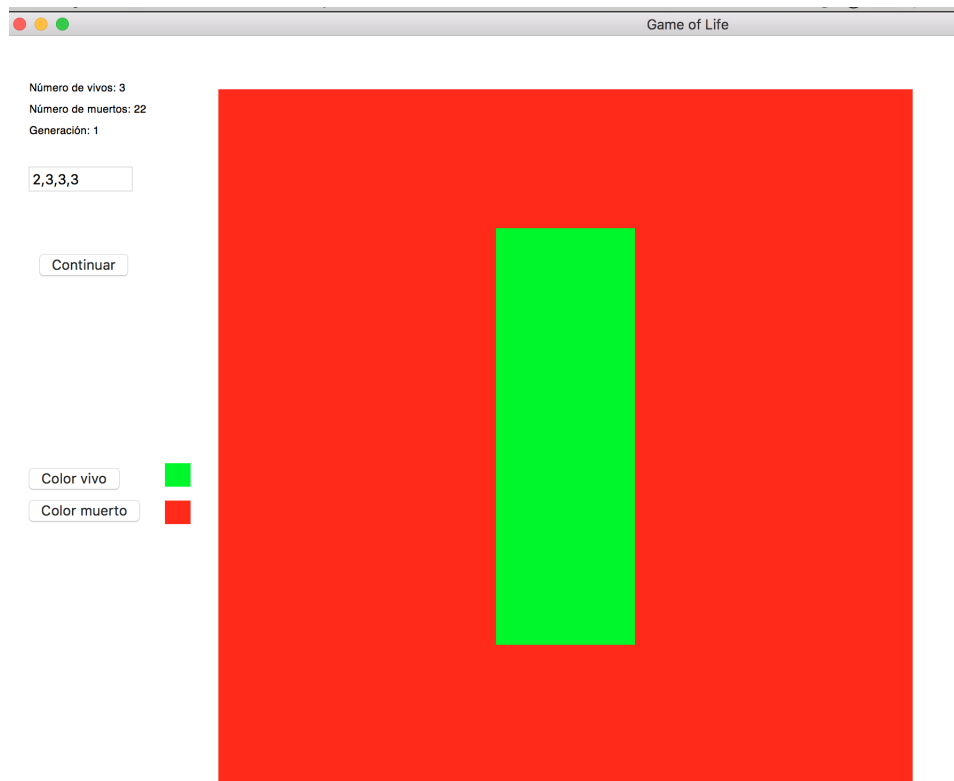 Game of Life
Número de vivos: 3
Número de muertos: 22
Generación: 1
2,3,3,3
Continuar
Color vivo
Color muerto